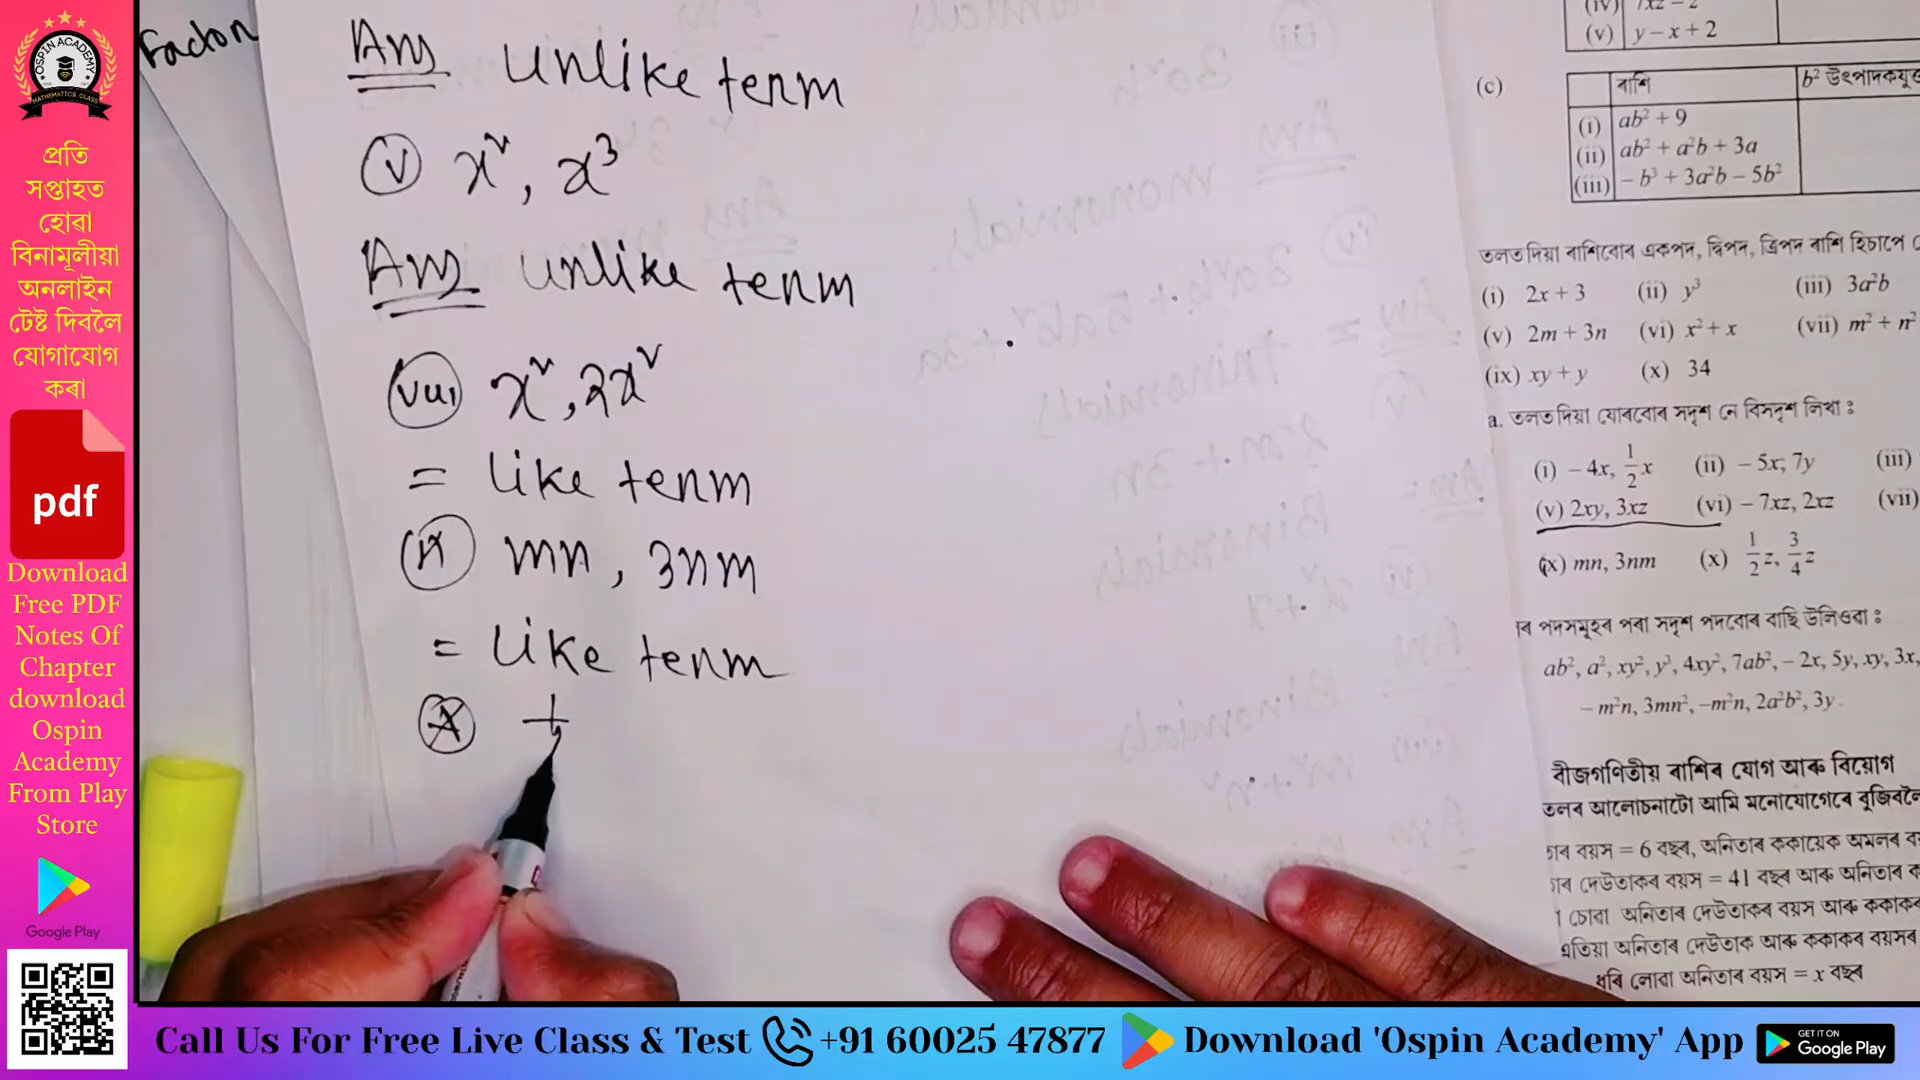 OSPIN ACADEMY
MATHEMATICS CLASS
প্ৰতি
সপ্তাহত
হোৱা
বিনামূলীয়া
অনলাইন
টেষ্ট দিবলৈ
যোগাযোগ
কৰা
pdf
Download
Free PDF
Notes Of
Chapter
download
Ospin
Academy
From Play
Store
Google Play
Factor
Ans Unlike term
(v) x², x³
Ans unlike term
(viii) x², 2x²
= like term
(ix) mn, 3nm
= like term
(x) 1
(iv) 7xz − 2
(v) y − x + 2
(c) ৰাশি b² উৎপাদকযুক্ত
(i) ab² + 9
(ii) ab² + a²b + 3a
(iii) − b³ + 3a²b − 5b²
তলত দিয়া ৰাশিবোৰ একপদ, দ্বিপদ, ত্ৰিপদ ৰাশি হিচাপে
(i) 2x + 3 (ii) y³ (iii) 3a²b
(v) 2m + 3n (vi) x² + x (vii) m² + n²
(ix) xy + y (x) 34
a. তলত দিয়া যোৰবোৰ সদৃশ নে বিসদৃশ লিখা :
(i) − 4x, 1/2 x (ii) − 5x, 7y (iii)
(v) 2xy, 3xz (vi) − 7xz, 2xz (vii)
(ix) mn, 3nm (x) 1/2 z, 3/4 z
ৰ পদসমূহৰ পৰা সদৃশ পদবোৰ বাছি উলিওৱা :
ab², a², xy², y³, 4xy², 7ab², − 2x, 5y, xy, 3x,
− m²n, 3mn², −m²n, 2a²b², 3y.
বীজগণিতীয় ৰাশিৰ যোগ আৰু বিয়োগ
তলৰ আলোচনাটো আমি মনোযোগেৰে বুজিবলৈ
তাৰ বয়স = 6 বছৰ, অনিতাৰ ককায়েক অমলৰ ব
তাৰ দেউতাকৰ বয়স = 41 বছৰ আৰু অনিতাৰ ক
চোৱা অনিতাৰ দেউতাকৰ বয়স আৰু ককাকৰ
এতিয়া অনিতাৰ দেউতাক আৰু ককাকৰ বয়সৰ
ধৰি লোৱা অনিতাৰ বয়স = x বছৰ
Call Us For Free Live Class & Test +91 60025 47877 Download 'Ospin Academy' App GET IT ON Google Play